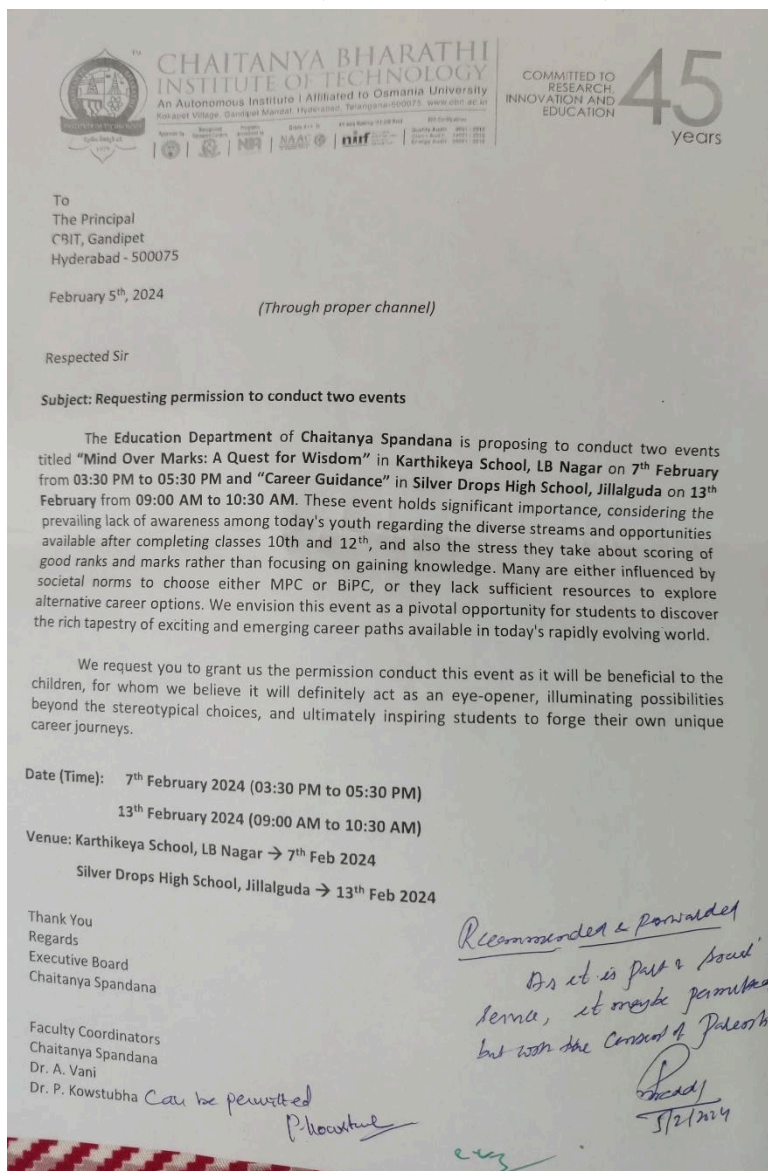 CHAITANYA BHARATHI
INSTITUTE OF TECHNOLOGY
An Autonomous Institute | Affiliated to Osmania University
Kokapet Village, Gandipet Mandal, Hyderabad, Telangana-500075, www.cbit.ac.in
NAAC
nirf
COMMITTED TO
RESEARCH,
INNOVATION AND
EDUCATION
45
years
To
The Principal
CBIT, Gandipet
Hyderabad - 500075
February 5th, 2024
(Through proper channel)
Respected Sir
Subject: Requesting permission to conduct two events
The Education Department of Chaitanya Spandana is proposing to conduct two events
titled “Mind Over Marks: A Quest for Wisdom” in Karthikeya School, LB Nagar on 7th February
from 03:30 PM to 05:30 PM and “Career Guidance” in Silver Drops High School, Jillalguda on 13th
February from 09:00 AM to 10:30 AM. These event holds significant importance, considering the
prevailing lack of awareness among today's youth regarding the diverse streams and opportunities
available after completing classes 10th and 12th, and also the stress they take about scoring of
good ranks and marks rather than focusing on gaining knowledge. Many are either influenced by
societal norms to choose either MPC or BiPC, or they lack sufficient resources to explore
alternative career options. We envision this event as a pivotal opportunity for students to discover
the rich tapestry of exciting and emerging career paths available in today's rapidly evolving world.
We request you to grant us the permission conduct this event as it will be beneficial to the
children, for whom we believe it will definitely act as an eye-opener, illuminating possibilities
beyond the stereotypical choices, and ultimately inspiring students to forge their own unique
career journeys.
Date (Time): 7th February 2024 (03:30 PM to 05:30 PM)
13th February 2024 (09:00 AM to 10:30 AM)
Venue: Karthikeya School, LB Nagar → 7th Feb 2024
Silver Drops High School, Jillalguda → 13th Feb 2024
Thank You
Regards
Executive Board
Chaitanya Spandana
Recommended & forwarded
As it is part & social
service, it may be permitted
but with the consent of Parents
5/2/2024
Faculty Coordinators
Chaitanya Spandana
Dr. A. Vani
Dr. P. Kowstubha Can be permitted